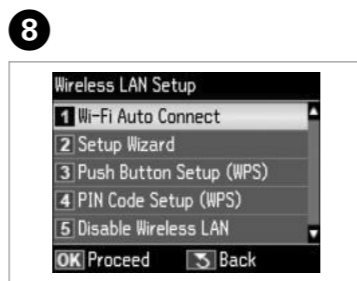 8
Wireless LAN Setup
1 Wi-Fi Auto Connect
2 Setup Wizard
3 Push Button Setup (WPS)
4 PIN Code Setup (WPS)
5 Disable Wireless LAN
OK Proceed Back